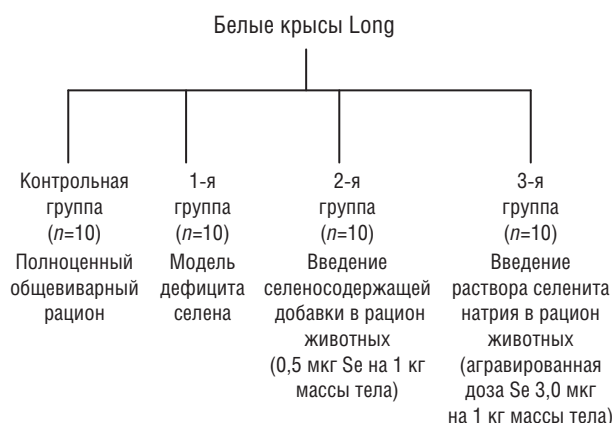 Белые крысы Long
Контрольная
группа
(n=10)
Полноценный
общевиварный
рацион
1-я
группа
(n=10)
Модель
дефицита
селена
2-я
группа
(n=10)
Введение
селеносодержащей
добавки в рацион
животных
(0,5 мкг Se на 1 кг
массы тела)
3-я
группа
(n=10)
Введение
раствора селенита
натрия в рацион
животных
(агравированная
доза Se 3,0 мкг
на 1 кг массы тела)